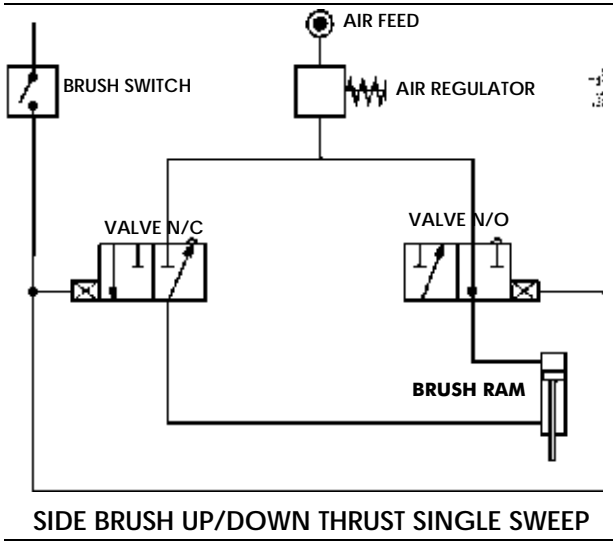 AIR FEED
BRUSH SWITCH
AIR REGULATOR
VALVE N/C
VALVE N/O
BRUSH RAM
SIDE BRUSH UP/DOWN THRUST SINGLE SWEEP